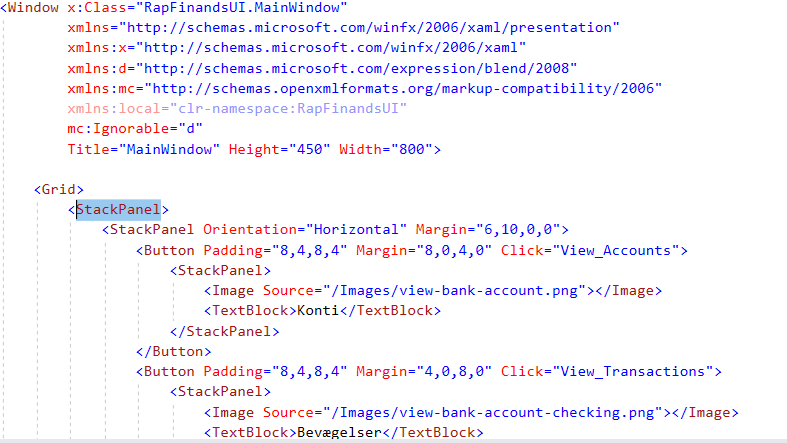 <Window x:Class="RapFinandsUI.MainWindow"
xmlns="http://schemas.microsoft.com/winfx/2006/xaml/presentation"
xmlns:x="http://schemas.microsoft.com/winfx/2006/xaml"
xmlns:d="http://schemas.microsoft.com/expression/blend/2008"
xmlns:mc="http://schemas.openxmlformats.org/markup-compatibility/2006"
xmlns:local="clr-namespace:RapFinandsUI"
mc:Ignorable="d"
Title="MainWindow" Height="450" Width="800">
<Grid>
<StackPanel>
<StackPanel Orientation="Horizontal" Margin="6,10,0,0">
<Button Padding="8,4,8,4" Margin="8,0,4,0" Click="View_Accounts">
<StackPanel>
<Image Source="/Images/view-bank-account.png"></Image>
<TextBlock>Konti</TextBlock>
</StackPanel>
</Button>
<Button Padding="8,4,8,4" Margin="4,0,8,0" Click="View_Transactions">
<StackPanel>
<Image Source="/Images/view-bank-account-checking.png"></Image>
<TextBlock>Bevægelser</TextBlock>